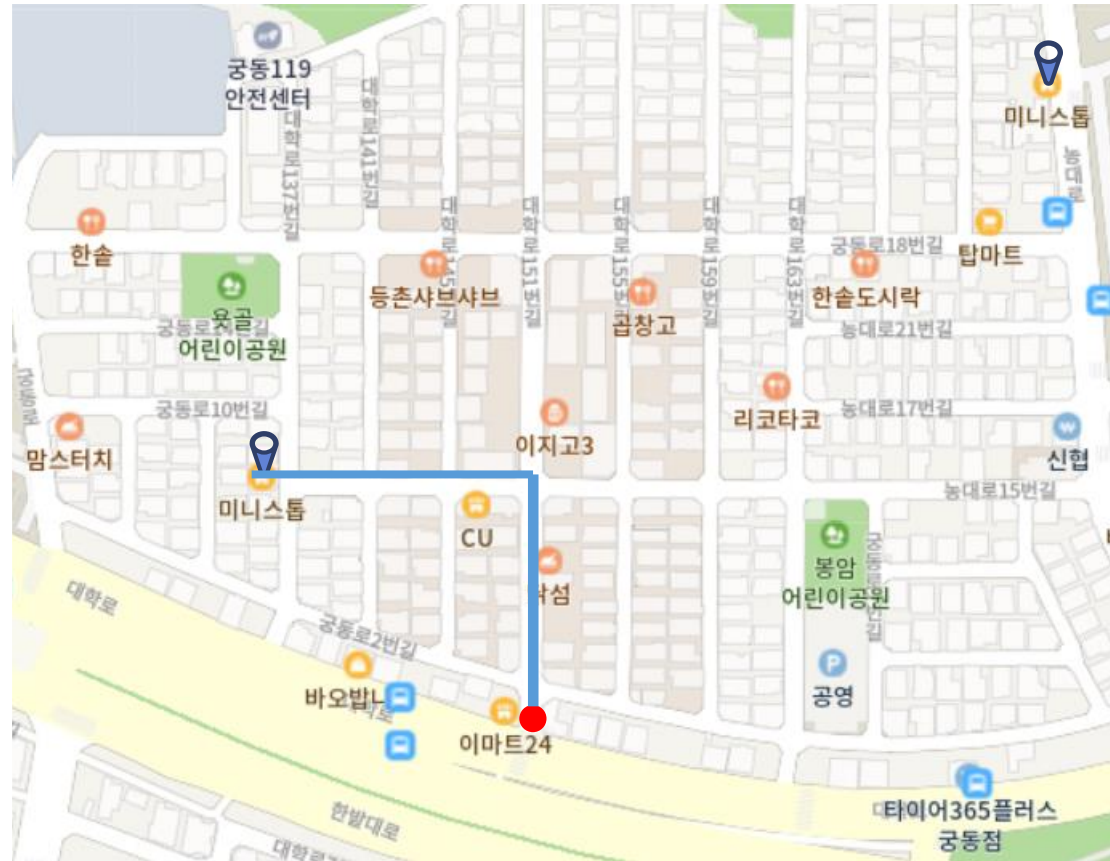 궁동119
안전센터
대학로137번길
대학로141번길
미니스톱
농대로
한솥
대학로145번길
대학로151번길
대학로155번길
대학로159번길
대학로163번길
궁동로18번길
탑마트
등촌샤브샤브
곱창고
한솥도시락
욧골
어린이공원
농대로21번길
궁동로
궁동로10번길
맘스터치
이지고3
리코타코
농대로17번길
신협
미니스톱
CU
농대로15번길
봉암
어린이공원
대학로
궁동로2번길
바오밥나
공영
P
이마트24
한발대로
타이어365플러스
궁동점